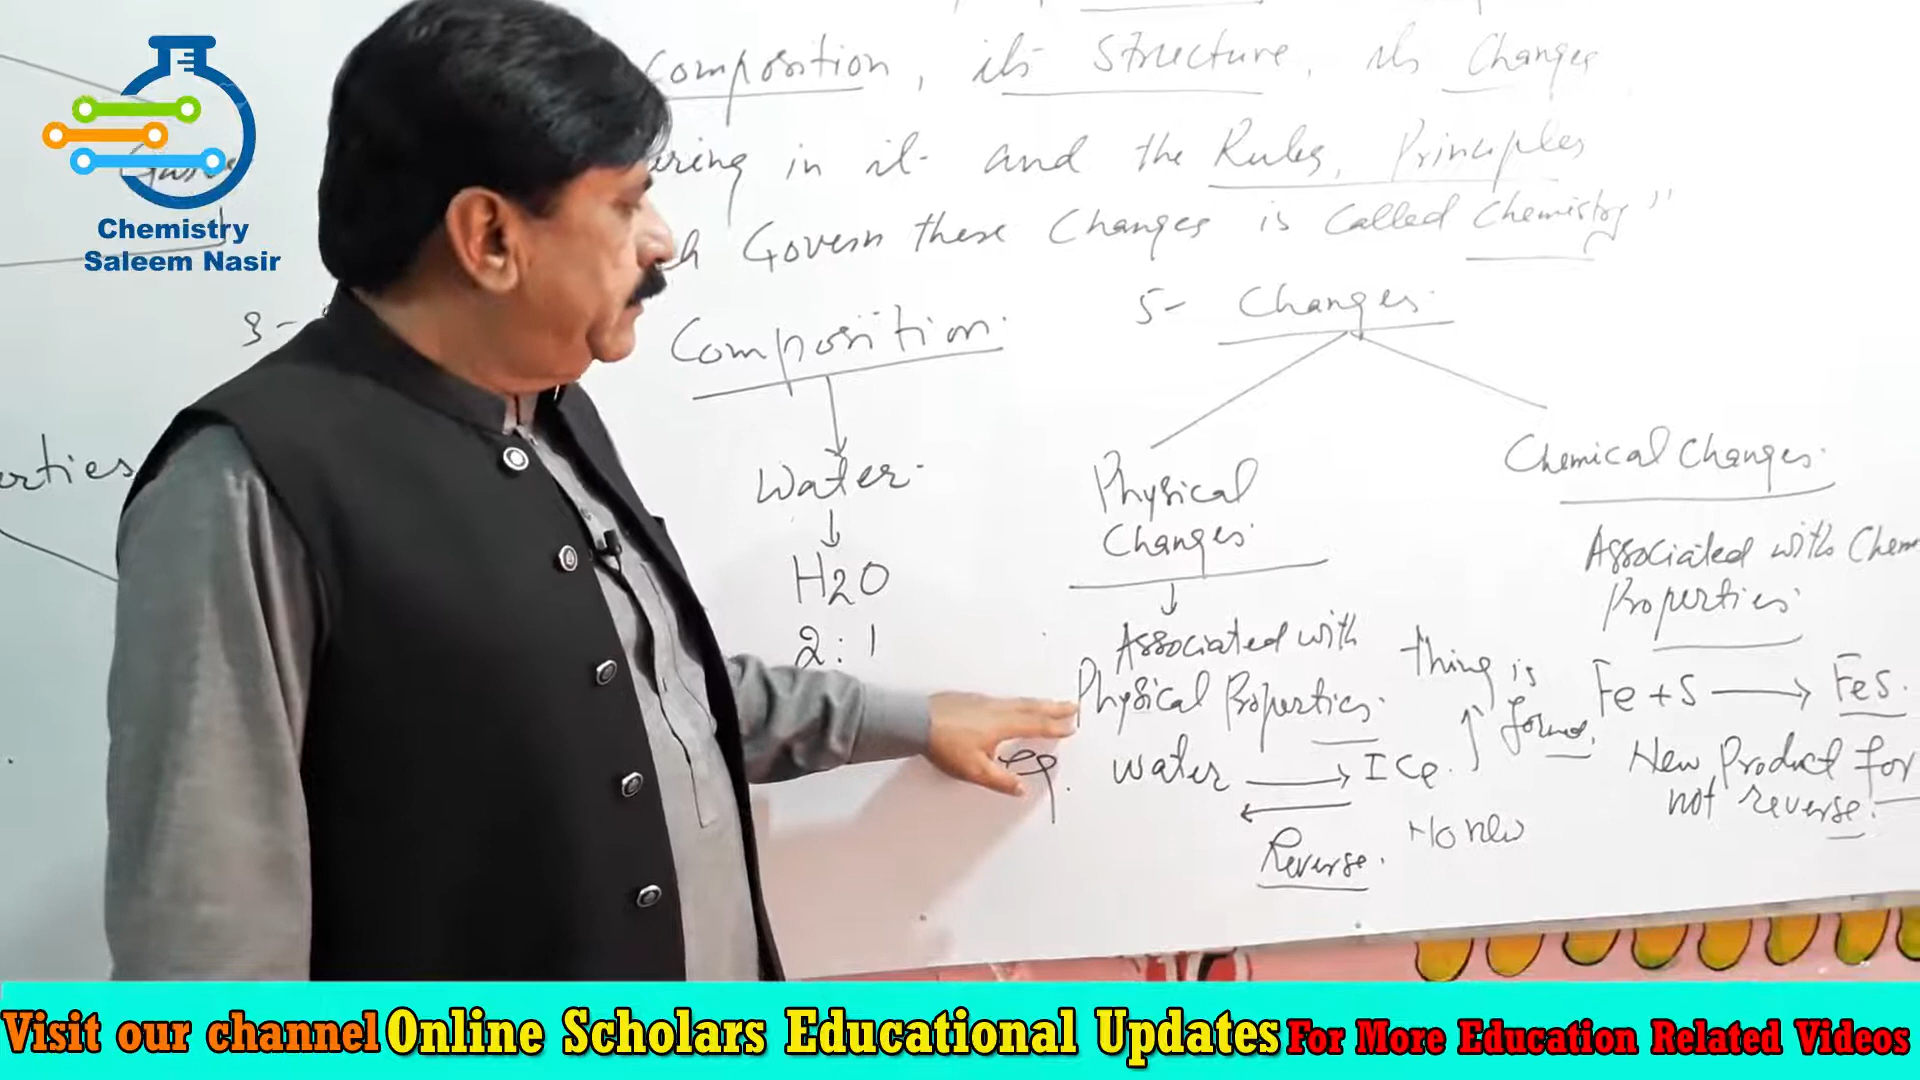 Chemistry
Saleem Nasir
composition, its structure, its Changes
in it and the Rules, Principles
Govern these Changes is Called Chemistry"
3-
Composition.
Water.
H2O
2:1
5- Changes.
Physical
Changes.
Associated with
Physical Properties.
eg. water ICe.
Reverse.
No new
thing is
formed.
Chemical Changes.
Associated with Chem
Properties.
Fe + S → FeS.
New Product for
not reverse.
Visit our channel Online Scholars Educational Updates For More Education Related Videos